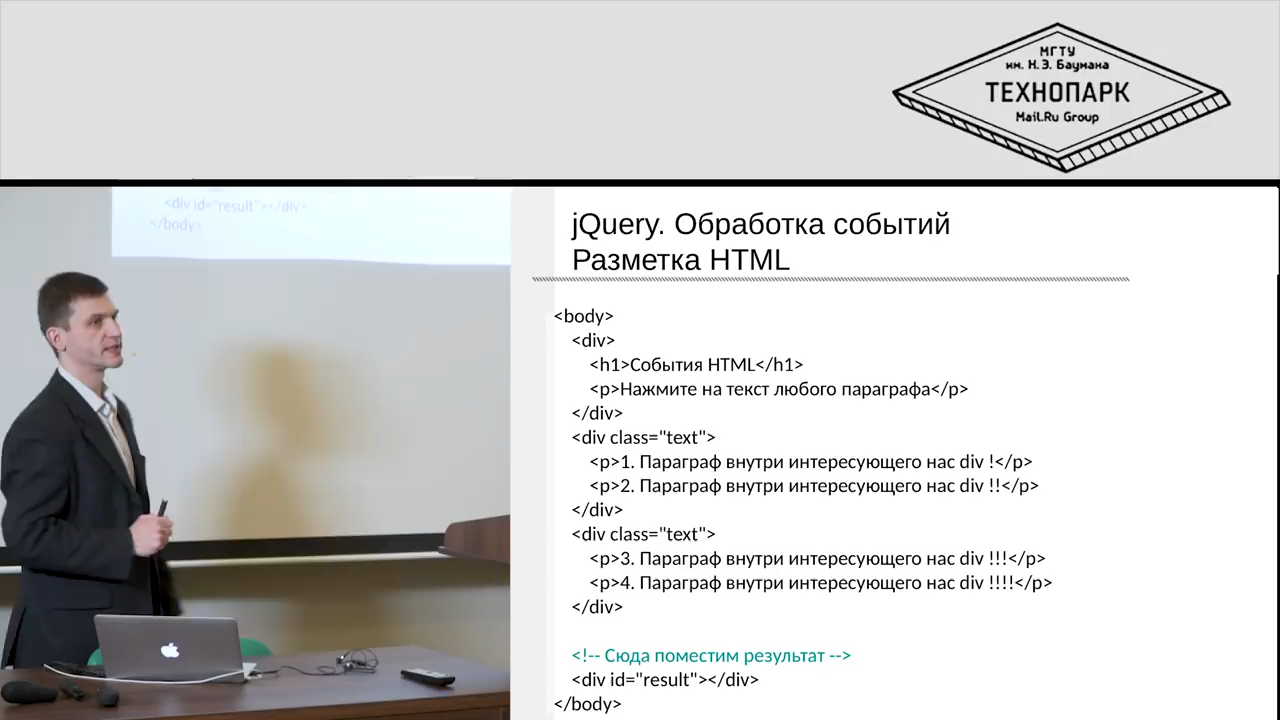 МГТУ
им. Н.Э. Баумана
ТЕХНОПАРК
Mail.Ru Group
<div id="result"></div>
</body>
jQuery. Обработка событий
Разметка HTML
<body>
<div>
<h1>События HTML</h1>
<p>Нажмите на текст любого параграфа</p>
</div>
<div class="text">
<p>1. Параграф внутри интересующего нас div !</p>
<p>2. Параграф внутри интересующего нас div !!</p>
</div>
<div class="text">
<p>3. Параграф внутри интересующего нас div !!!</p>
<p>4. Параграф внутри интересующего нас div !!!!</p>
</div>
<!-- Сюда поместим результат -->
<div id="result"></div>
</body>